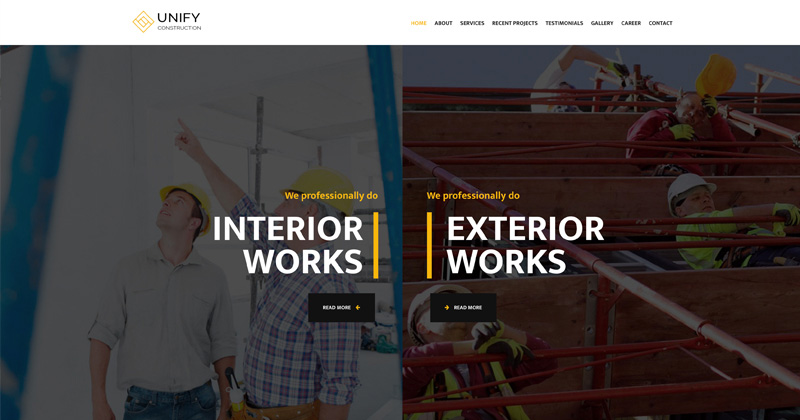 UNIFY
CONSTRUCTION
HOME ABOUT SERVICES RECENT PROJECTS TESTIMONIALS GALLERY CAREER CONTACT
We professionally do
INTERIOR
WORKS
READ MORE
We professionally do
EXTERIOR
WORKS
READ MORE